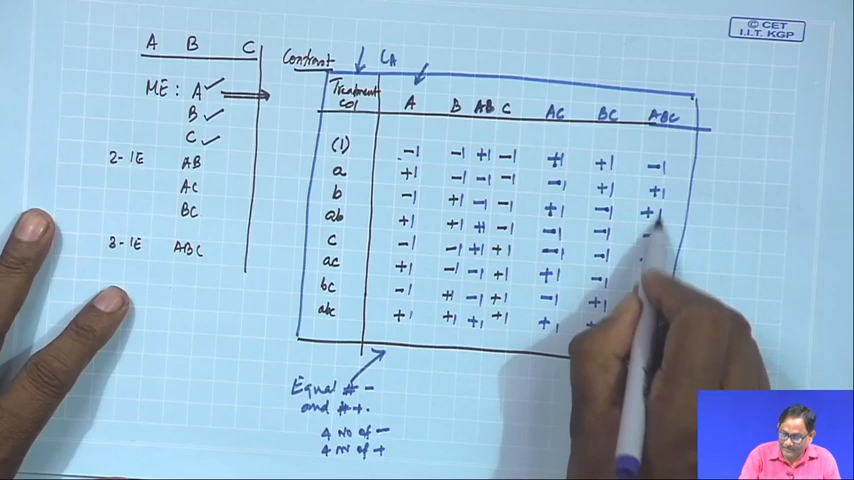 © CET
I.I.T. KGP
A B C
ME: A ✓
B ✓
C ✓
2-IE AB
AC
BC
3-IE ABC
Contrast CA
Treatment A B AB C AC BC ABC
(1) -1 -1 +1 -1 +1 +1 -1
a +1 -1 -1 -1 -1 +1 +1
b -1 +1 -1 -1 +1 -1 +1
ab +1 +1 +1 -1 -1 -1 -
c -1 -1 +1 +1 -1 -1
ac +1 -1 -1 +1 +1 -1
bc -1 +1 -1 +1 -1 +1
abc +1 +1 +1 +1 +1
Equal # -
and # +.
4 No of -
4 no of +